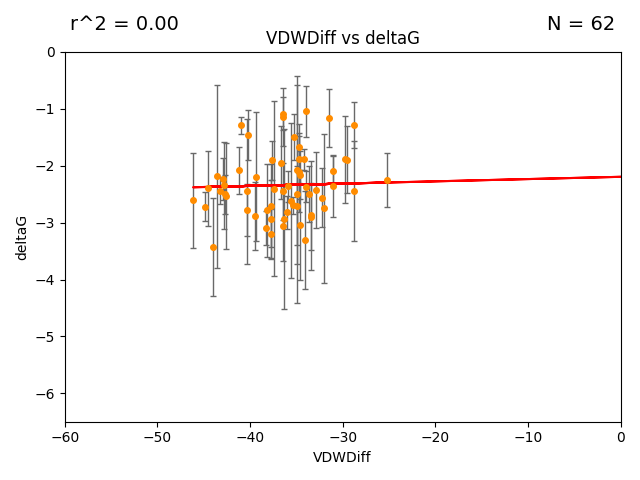 r^2 = 0.00
N = 62
VDWDiff vs deltaG
0
−1
−2
−3
−4
−5
−6
deltaG
−60 −50 −40 −30 −20 −10 0
VDWDiff